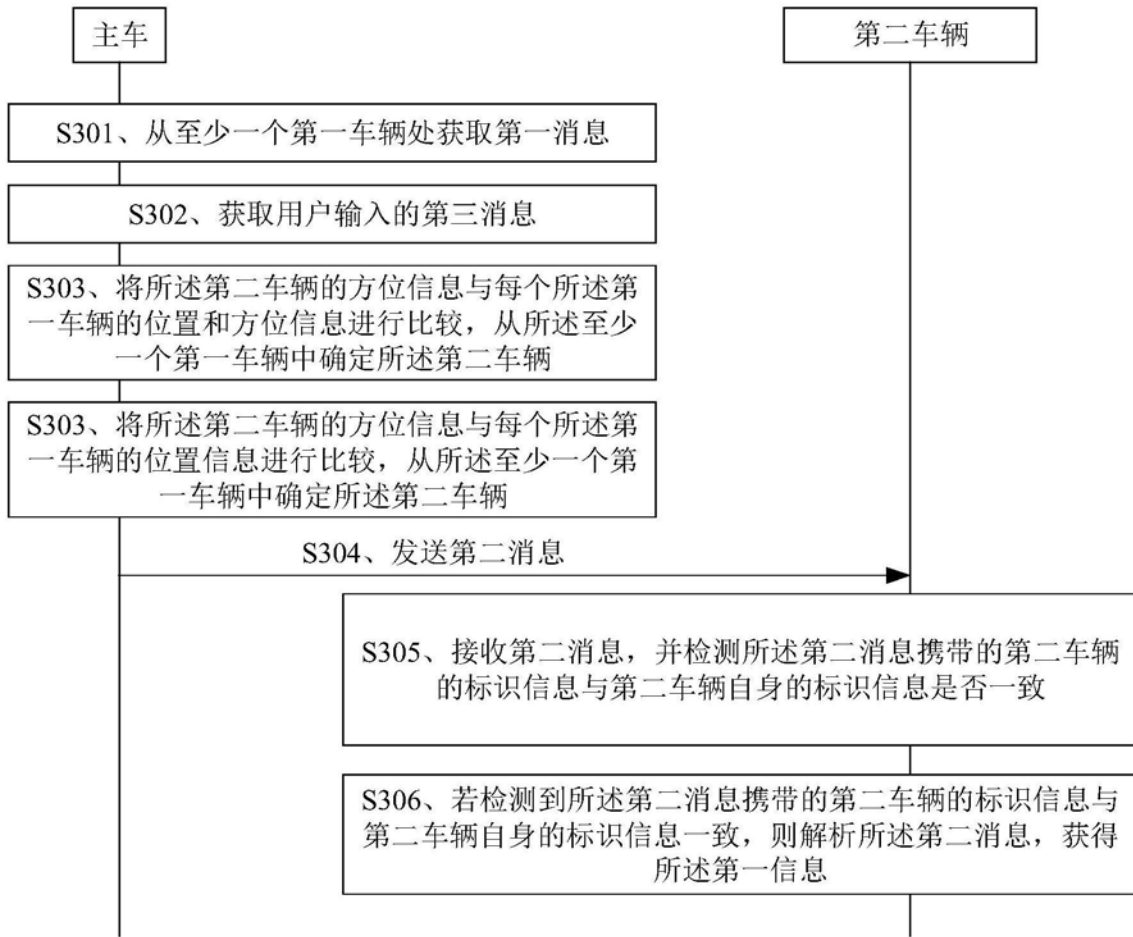 主车
第二车辆
S301、从至少一个第一车辆处获取第一消息
S302、获取用户输入的第三消息
S303、将所述第二车辆的方位信息与每个所述第
一车辆的位置和方位信息进行比较，从所述至少
一个第一车辆中确定所述第二车辆
S303、将所述第二车辆的方位信息与每个所述第
一车辆的位置信息进行比较，从所述至少一个第
一车辆中确定所述第二车辆
S304、发送第二消息
S305、接收第二消息，并检测所述第二消息携带的第二车辆
的标识信息与第二车辆自身的标识信息是否一致
S306、若检测到所述第二消息携带的第二车辆的标识信息与
第二车辆自身的标识信息一致，则解析所述第二消息，获得
所述第一信息